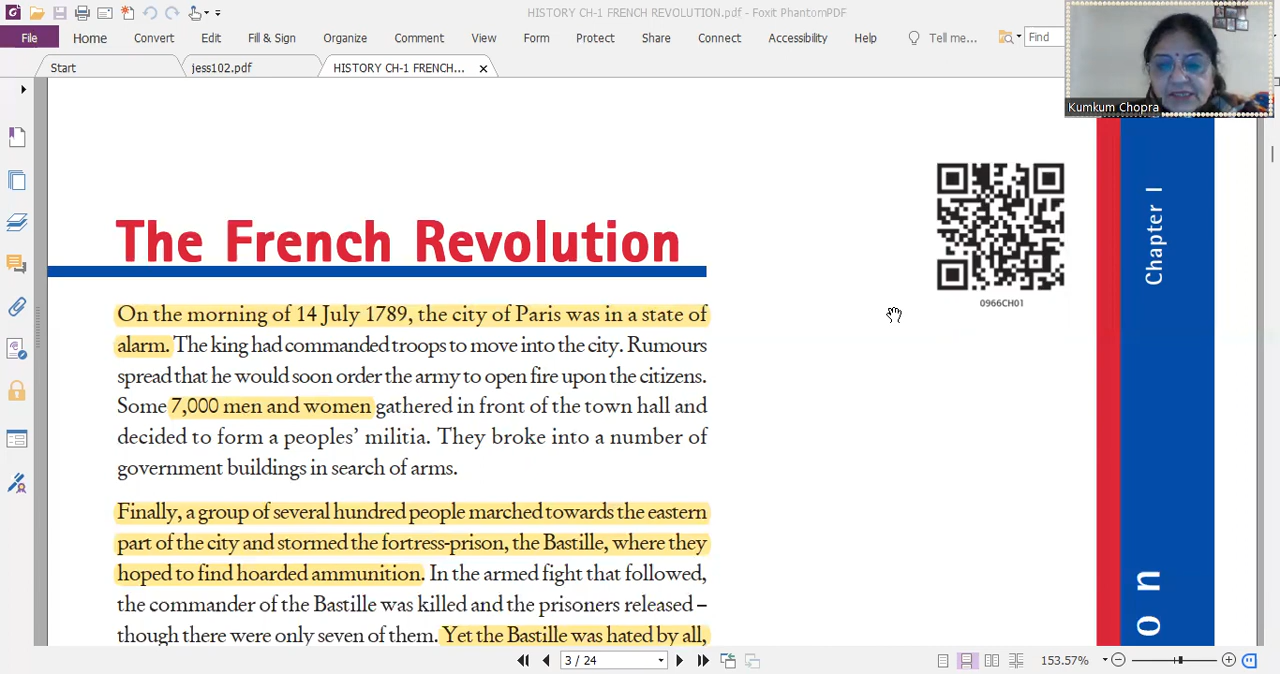 HISTORY CH-1 FRENCH REVOLUTION.pdf - Foxit PhantomPDF
File Home Convert Edit Fill & Sign Organize Comment View Form Protect Share Connect Accessibility Help Tell me... Find
Start jess102.pdf HISTORY CH-1 FRENCH...
Kumkum Chopra
Chapter I
The French Revolution
0966CH01
On the morning of 14 July 1789, the city of Paris was in a state of
alarm. The king had commanded troops to move into the city. Rumours
spread that he would soon order the army to open fire upon the citizens.
Some 7,000 men and women gathered in front of the town hall and
decided to form a peoples' militia. They broke into a number of
government buildings in search of arms.
Finally, a group of several hundred people marched towards the eastern
part of the city and stormed the fortress-prison, the Bastille, where they
hoped to find hoarded ammunition. In the armed fight that followed,
the commander of the Bastille was killed and the prisoners released –
though there were only seven of them. Yet the Bastille was hated by all,
o n
3 / 24
153.57%